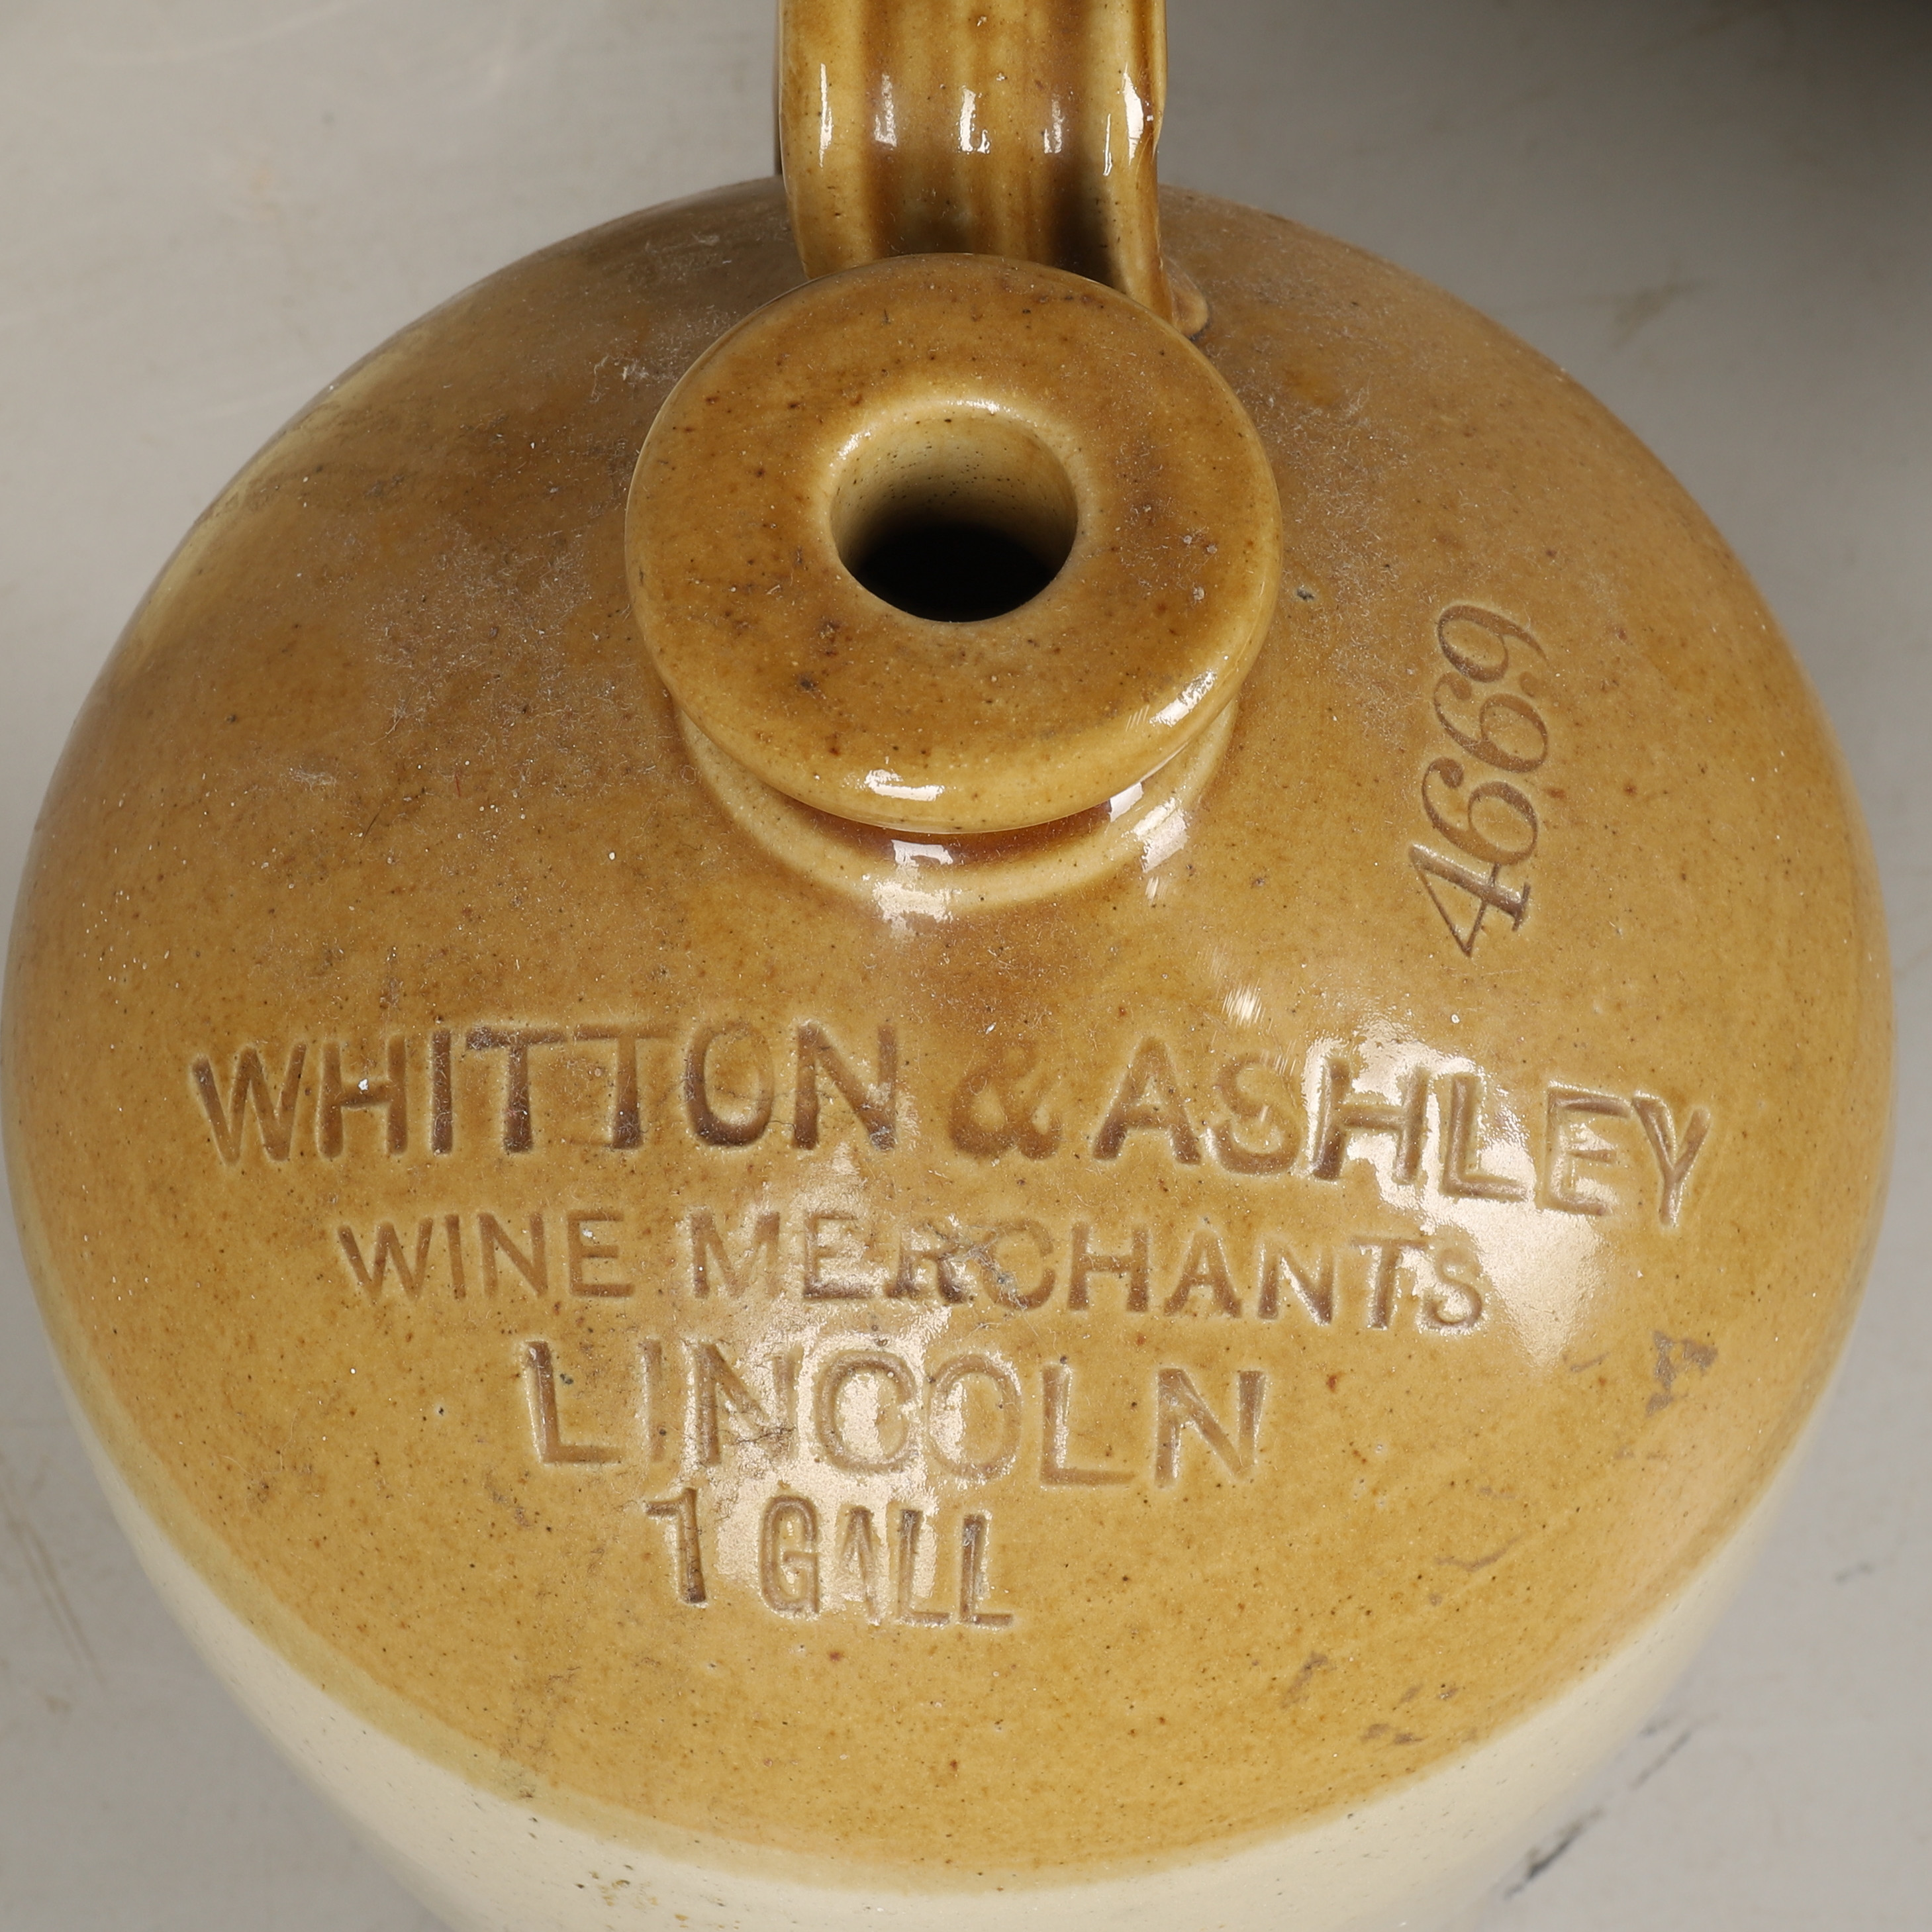 4669
WHITTON & ASHLEY
WINE MERCHANTS
LINCOLN
1 GALL